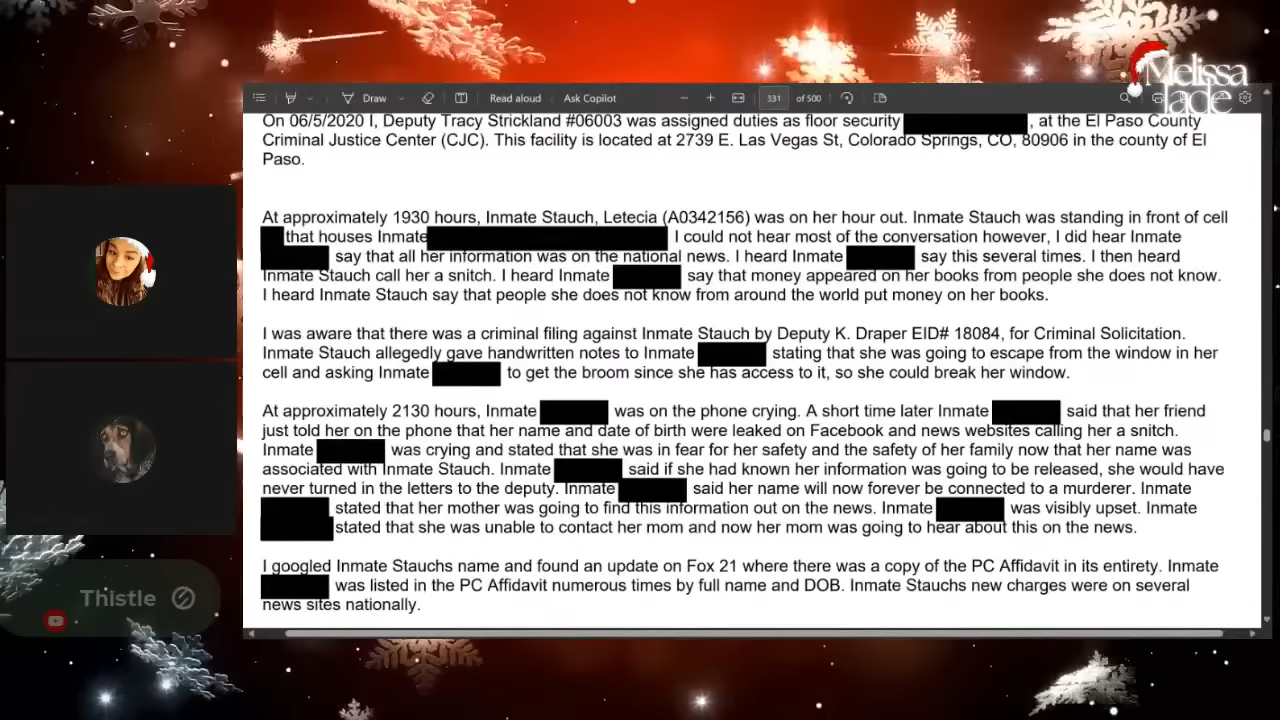 Melissa
Jade
Draw
Read aloud
Ask Copilot
331 of 500
On 06/5/2020 I, Deputy Tracy Strickland #06003 was assigned duties as floor security , at the El Paso County
Criminal Justice Center (CJC). This facility is located at 2739 E. Las Vegas St, Colorado Springs, CO, 80906 in the county of El
Paso.
At approximately 1930 hours, Inmate Stauch, Letecia (A0342156) was on her hour out. Inmate Stauch was standing in front of cell
that houses Inmate I could not hear most of the conversation however, I did hear Inmate
say that all her information was on the national news. I heard Inmate say this several times. I then heard
Inmate Stauch call her a snitch. I heard Inmate say that money appeared on her books from people she does not know.
I heard Inmate Stauch say that people she does not know from around the world put money on her books.
I was aware that there was a criminal filing against Inmate Stauch by Deputy K. Draper EID# 18084, for Criminal Solicitation.
Inmate Stauch allegedly gave handwritten notes to Inmate stating that she was going to escape from the window in her
cell and asking Inmate to get the broom since she has access to it, so she could break her window.
At approximately 2130 hours, Inmate was on the phone crying. A short time later Inmate said that her friend
just told her on the phone that her name and date of birth were leaked on Facebook and news websites calling her a snitch.
Inmate was crying and stated that she was in fear for her safety and the safety of her family now that her name was
associated with Inmate Stauch. Inmate said if she had known her information was going to be released, she would have
never turned in the letters to the deputy. Inmate said her name will now forever be connected to a murderer. Inmate
stated that her mother was going to find this information out on the news. Inmate was visibly upset. Inmate
stated that she was unable to contact her mom and now her mom was going to hear about this on the news.
I googled Inmate Stauchs name and found an update on Fox 21 where there was a copy of the PC Affidavit in its entirety. Inmate
was listed in the PC Affidavit numerous times by full name and DOB. Inmate Stauchs new charges were on several
news sites nationally.
Thistle